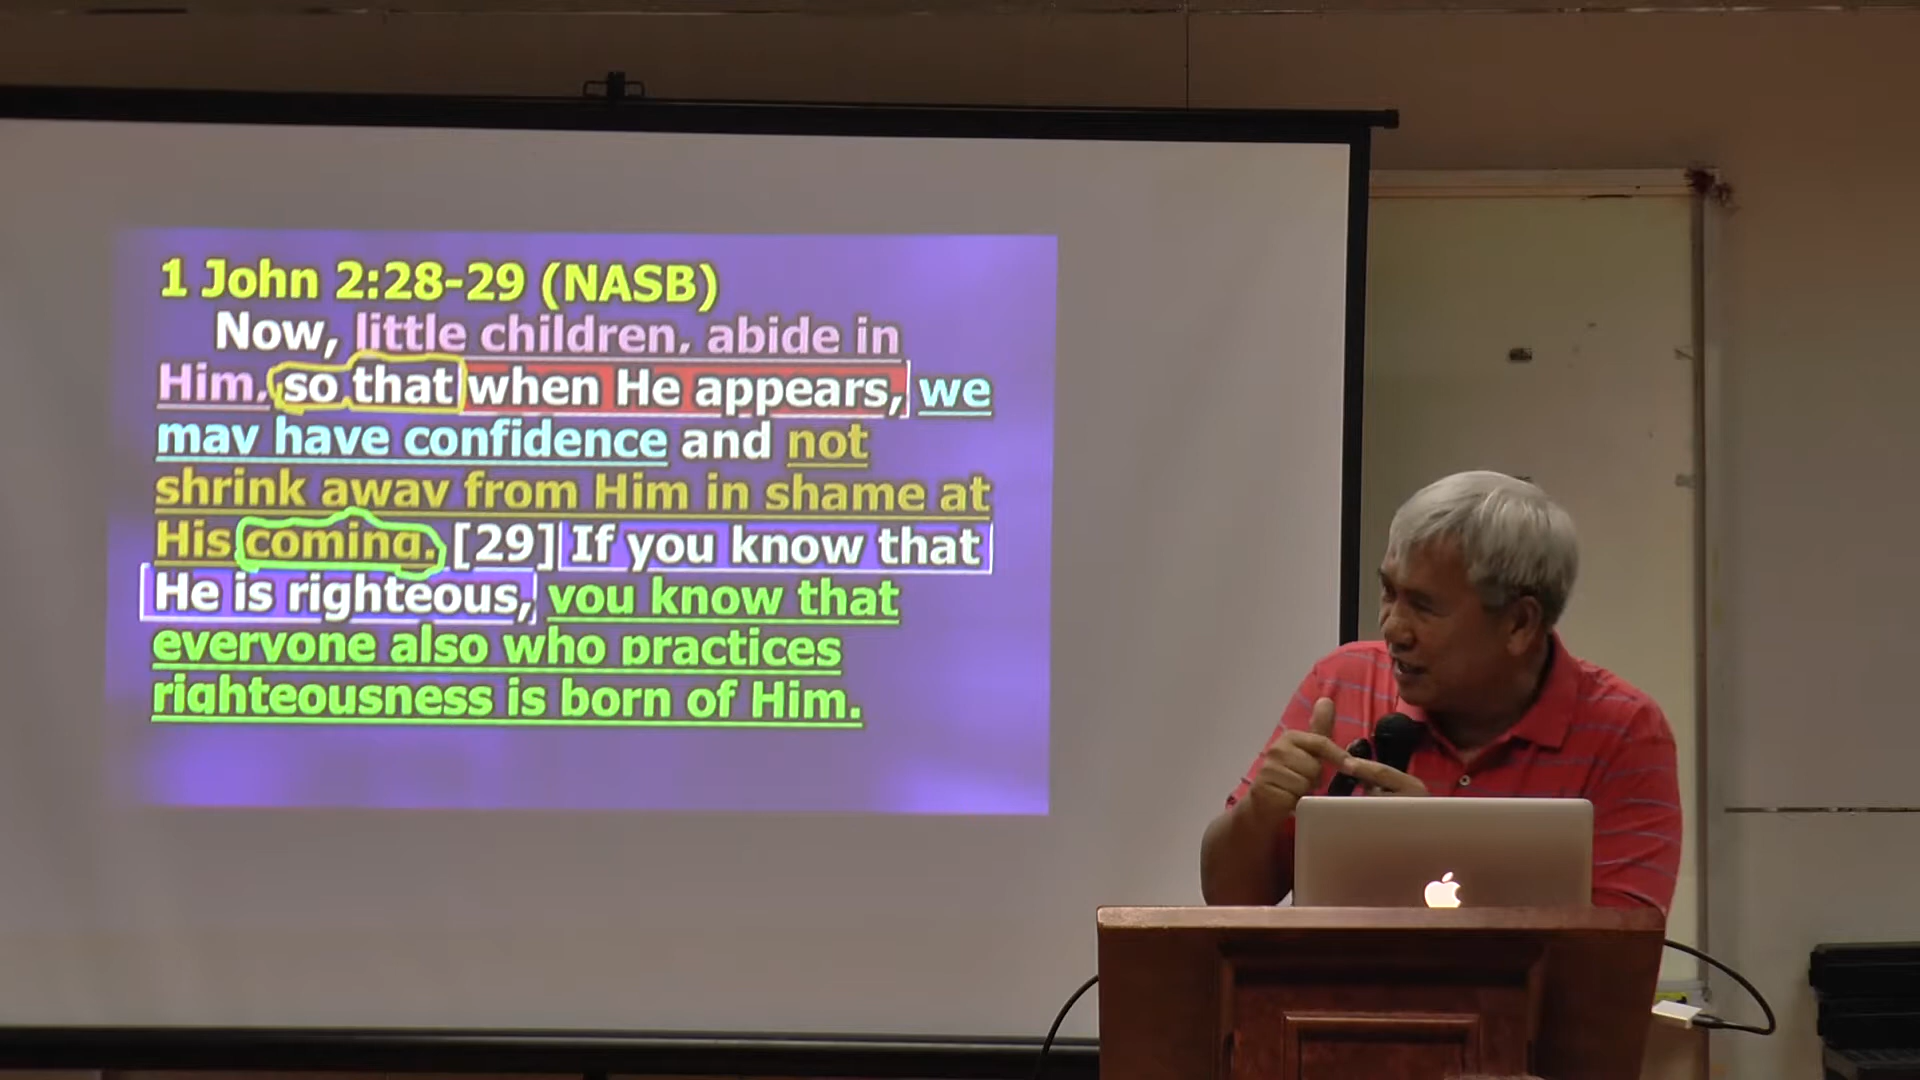 1 John 2:28-29 (NASB)
Now, little children, abide in
Him, so that when He appears, we
may have confidence and not
shrink away from Him in shame at
His coming. [29] If you know that
He is righteous, you know that
everyone also who practices
righteousness is born of Him.